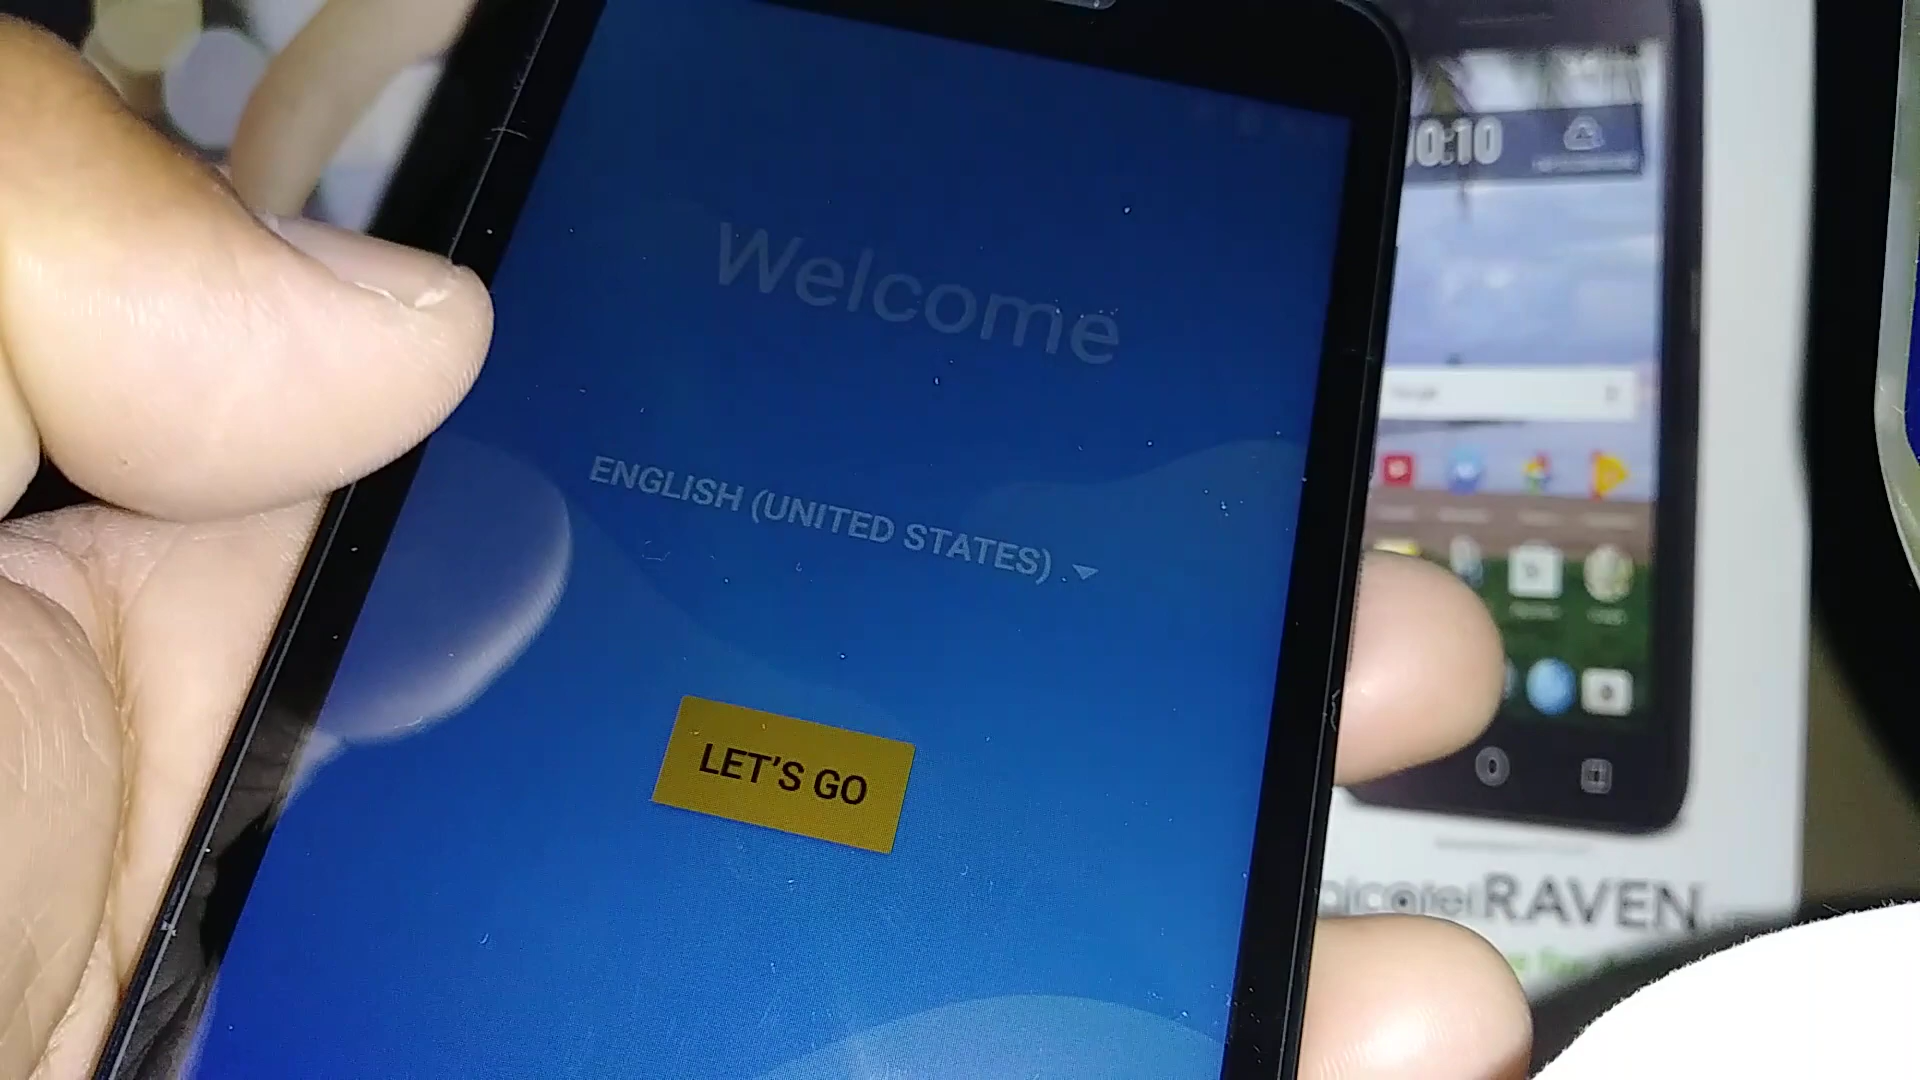 Welcome
ENGLISH (UNITED STATES)
LET'S GO
0:10
RAVEN